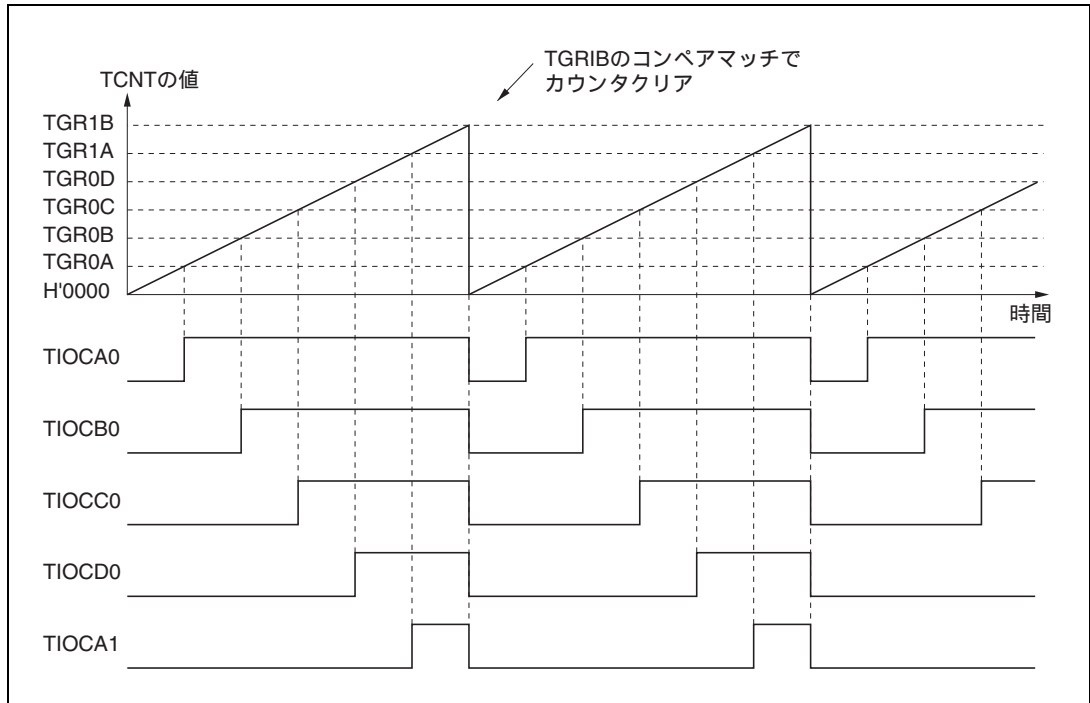 TGRIBのコンペアマッチで
カウンタクリア
TCNTの値
TGR1B
TGR1A
TGR0D
TGR0C
TGR0B
TGR0A
H'0000
時間
TIOCA0
TIOCB0
TIOCC0
TIOCD0
TIOCA1